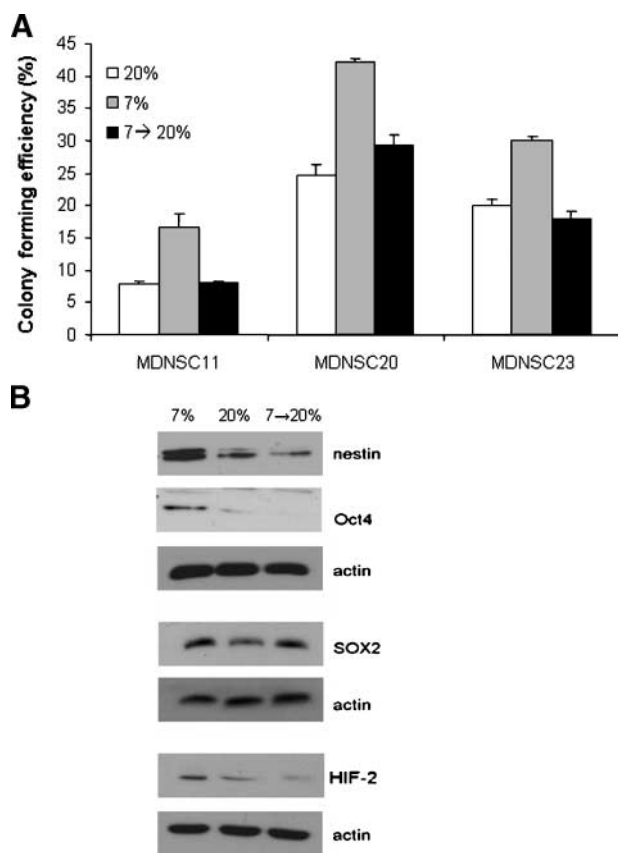 A
Colony forming efficiency (%)
45
40
35
30
25
20
15
10
5
0
20%
7%
7→ 20%
MDNSC11 MDNSC20 MDNSC23
B
7% 20% 7→20%
nestin
Oct4
actin
SOX2
actin
HIF-2
actin